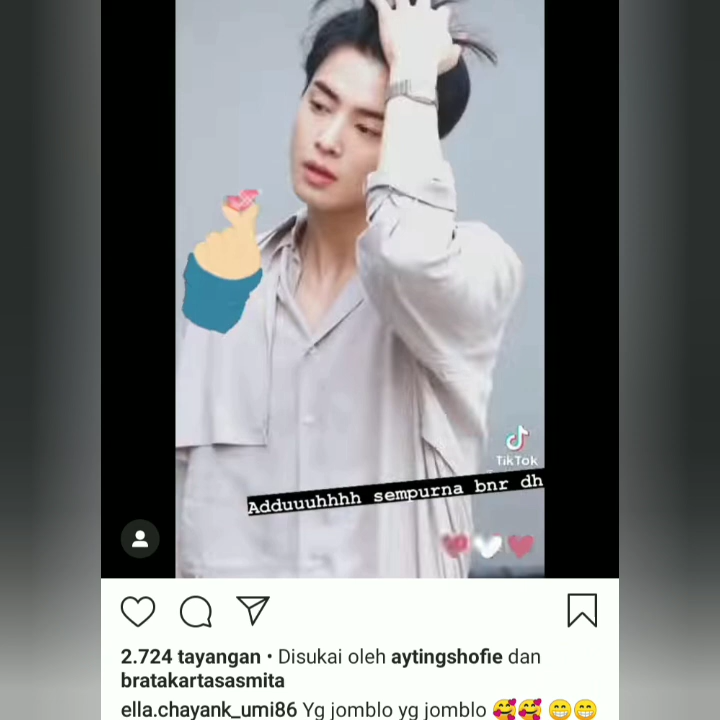 TikTok
Adduuuhhhh sempurna bnr dh
2.724 tayangan • Disukai oleh aytingshofie dan
bratakartasasmita
ella.chayank_umi86 Yg jomblo yg jomblo 🥰🥰 😁😁